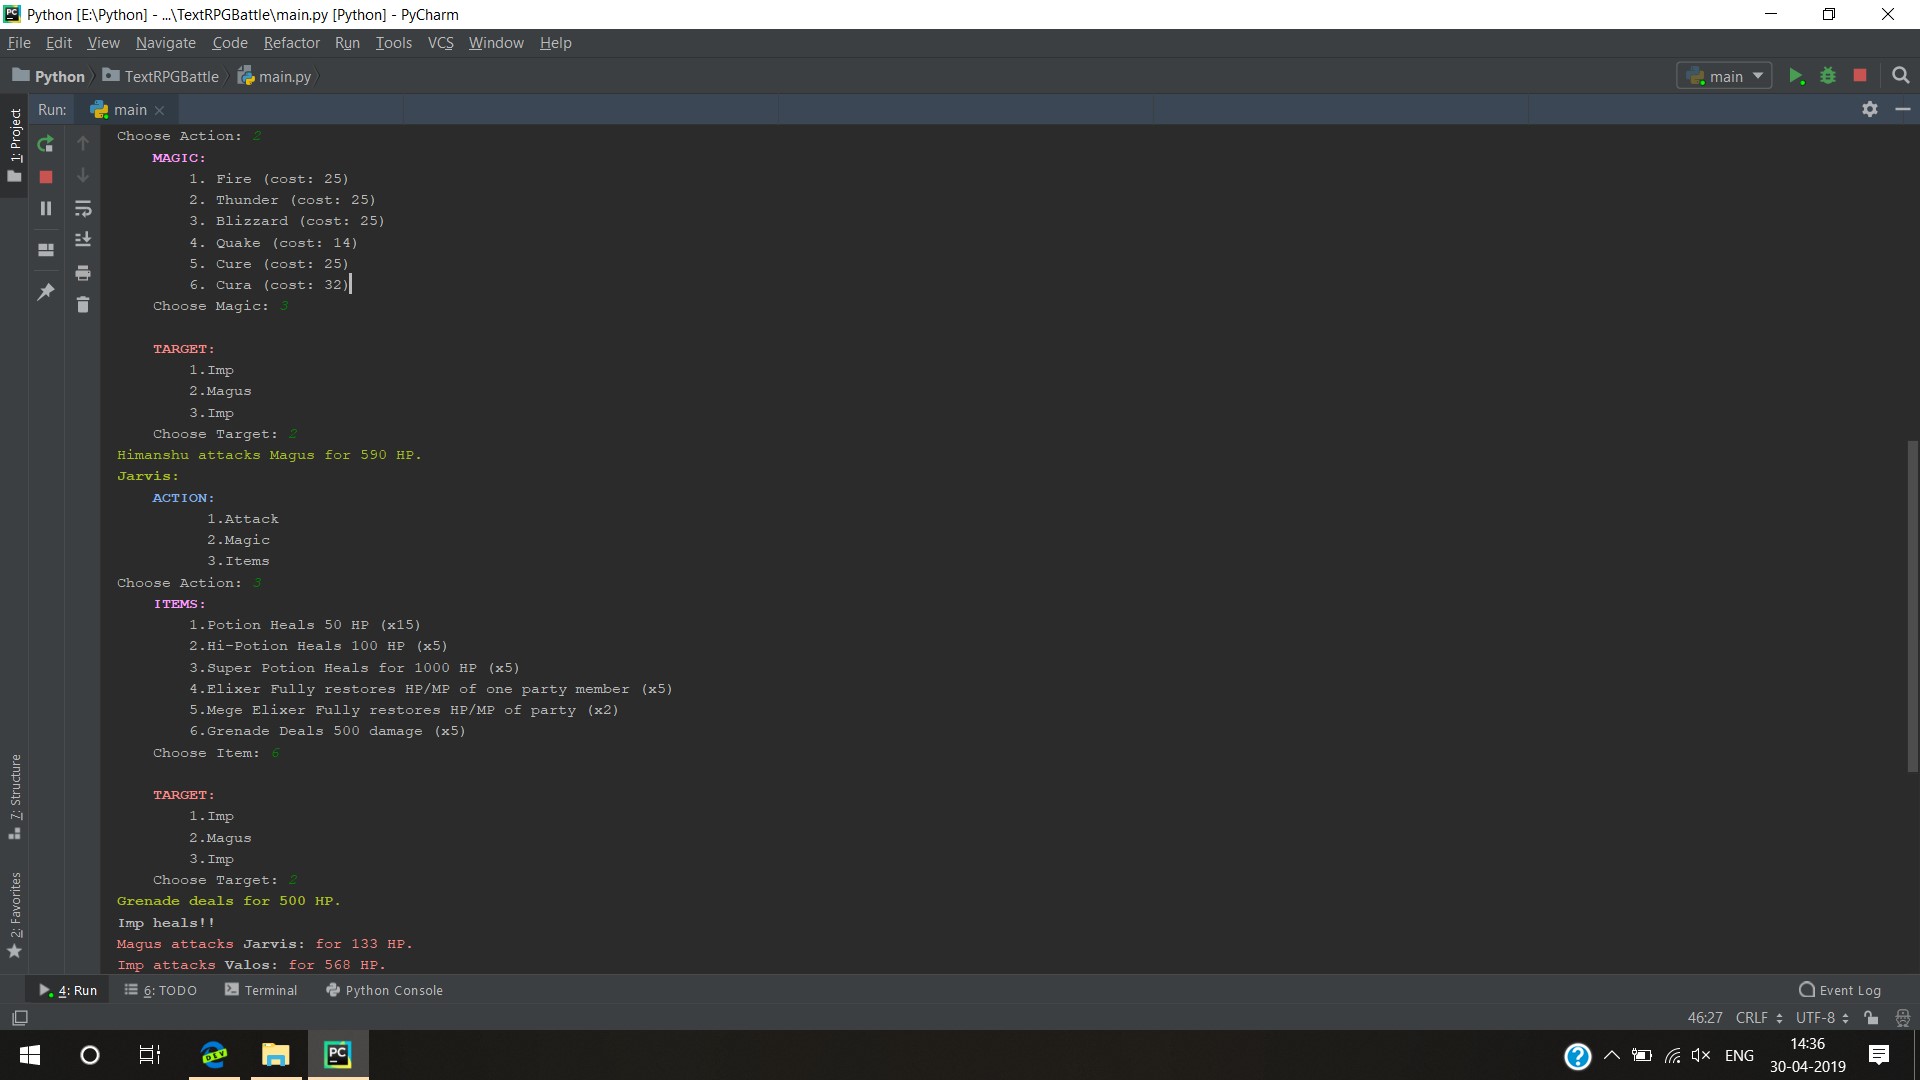 PC Python [E:\Python] - ...\TextRPGBattle\main.py [Python] - PyCharm
File Edit View Navigate Code Refactor Run Tools VCS Window Help
Python TextRPGBattle main.py main
Run: main
1: Project
Choose Action: 2
MAGIC:
1. Fire (cost: 25)
2. Thunder (cost: 25)
3. Blizzard (cost: 25)
4. Quake (cost: 14)
5. Cure (cost: 25)
6. Cura (cost: 32)
Choose Magic: 3
TARGET:
1.Imp
2.Magus
3.Imp
Choose Target: 2
Himanshu attacks Magus for 590 HP.
Jarvis:
ACTION:
1.Attack
2.Magic
3.Items
Choose Action: 3
ITEMS:
1.Potion Heals 50 HP (x15)
2.Hi-Potion Heals 100 HP (x5)
3.Super Potion Heals for 1000 HP (x5)
4.Elixer Fully restores HP/MP of one party member (x5)
5.Mege Elixer Fully restores HP/MP of party (x2)
6.Grenade Deals 500 damage (x5)
Choose Item: 6
TARGET:
1.Imp
2.Magus
3.Imp
Choose Target: 2
Grenade deals for 500 HP.
Imp heals!!
Magus attacks Jarvis: for 133 HP.
Imp attacks Valos: for 568 HP.
7: Structure
2: Favorites
4: Run 6: TODO Terminal Python Console Event Log
46:27 CRLF UTF-8
DEV PC ENG
14:36
30-04-2019